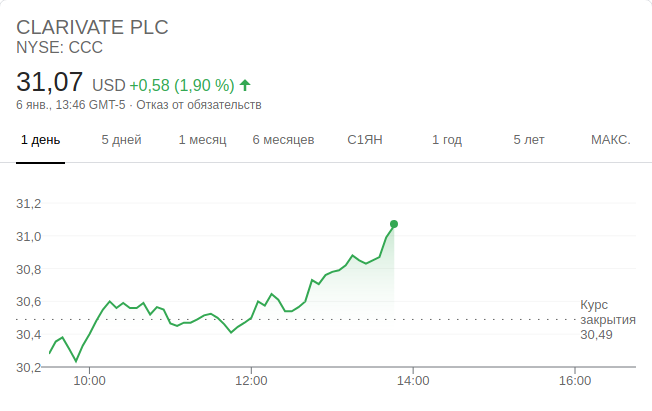 CLARIVATE PLC
NYSE: CCC
31,07 USD +0,58 (1,90 %)
6 янв., 13:46 GMT-5 · Отказ от обязательств
1 день 5 дней 1 месяц 6 месяцев С1ЯН 1 год 5 лет МАКС.
31,2
31,0
30,8
30,6
30,4
30,2
Курс
закрытия
30,49
10:00 12:00 14:00 16:00